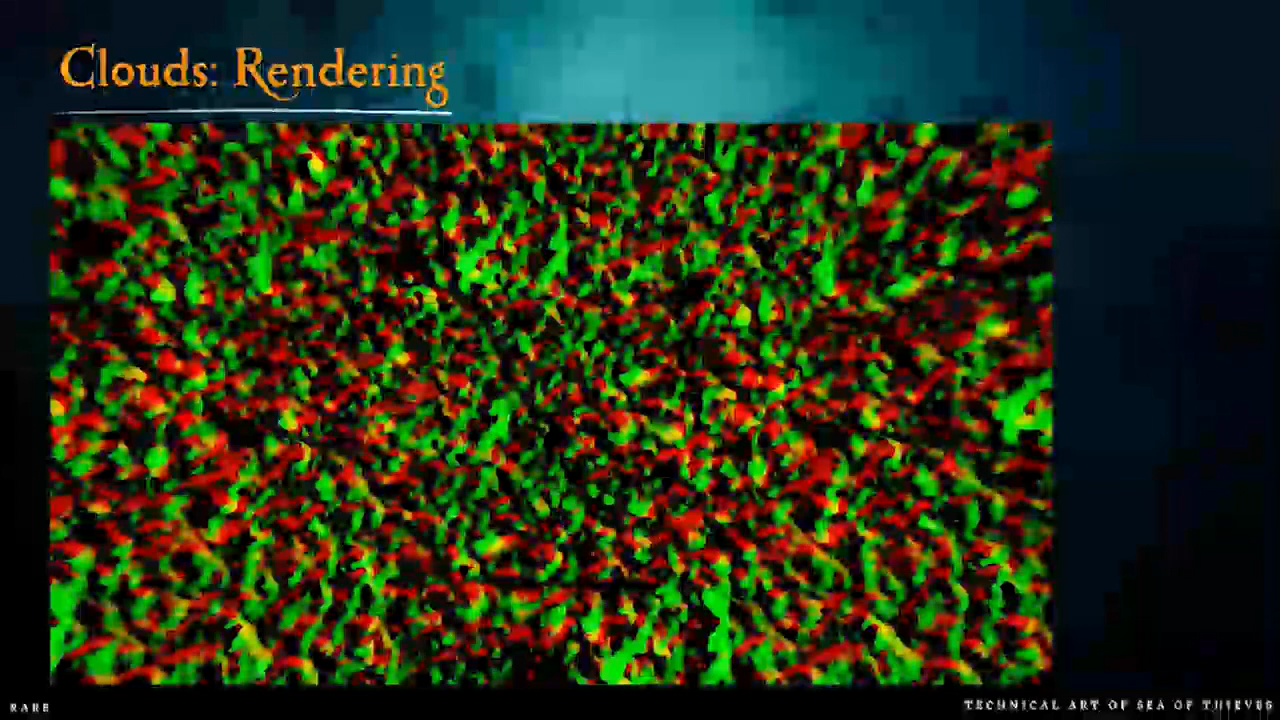 Clouds: Rendering
RARE
TECHNICAL ART OF SEA OF THIEVES